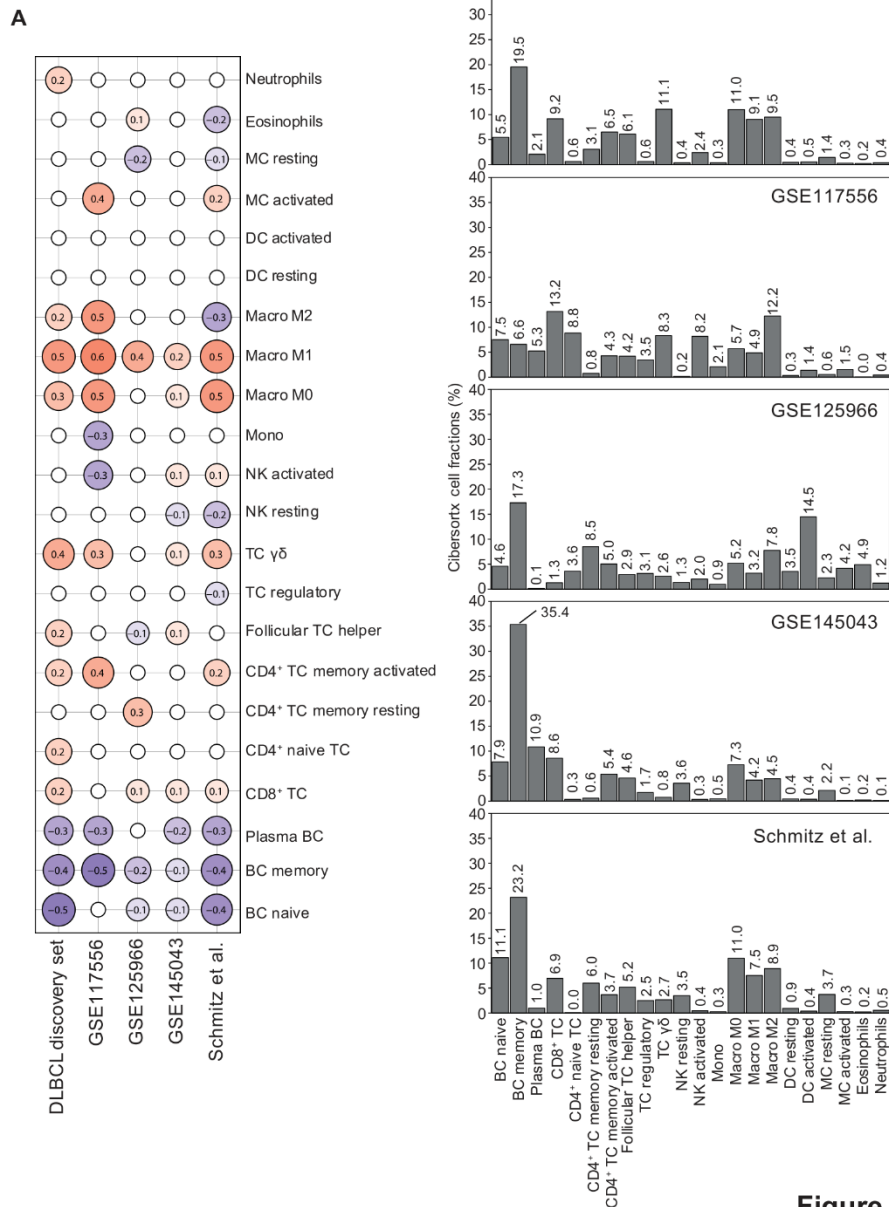 A
0.2 Neutrophils
0.1 −0.2 Eosinophils
−0.2 −0.1 MC resting
0.4 0.2 MC activated
DC activated
DC resting
0.2 0.5 −0.3 Macro M2
0.5 0.6 0.4 0.2 0.5 Macro M1
0.3 0.5 0.1 0.5 Macro M0
−0.3 Mono
−0.3 0.1 0.1 NK activated
−0.1 −0.2 NK resting
0.4 0.3 0.1 0.3 TC γδ
−0.1 TC regulatory
0.2 −0.1 0.1 Follicular TC helper
0.2 0.4 0.2 CD4⁺ TC memory activated
0.3 CD4⁺ TC memory resting
0.2 CD4⁺ naive TC
0.2 0.1 0.1 0.1 CD8⁺ TC
−0.3 −0.3 −0.2 −0.3 Plasma BC
−0.4 −0.5 −0.2 −0.1 −0.4 BC memory
−0.5 −0.1 −0.1 −0.4 BC naive
DLBCL discovery set
GSE117556
GSE125966
GSE145043
Schmitz et al.
Cibersortx cell fractions (%)
30
20
15
10
5
0
5.5 19.5 2.1 9.2 0.6 3.1 6.5 6.1 0.6 11.1 0.4 2.4 0.3 11.0 9.1 9.5 0.4 0.5 1.4 0.3 0.2 0.4
GSE117556
40
35
30
25
20
15
10
5
0
7.5 6.6 5.3 13.2 8.8 0.8 4.3 4.2 3.5 8.3 0.2 8.2 2.1 5.7 4.9 12.2 0.3 1.4 0.6 1.5 0.0 0.4
GSE125966
40
35
30
25
20
15
10
5
0
4.6 17.3 0.1 1.3 3.6 8.5 5.0 2.9 3.1 2.6 1.3 2.0 0.9 5.2 3.2 7.8 3.5 14.5 2.3 4.2 4.9 1.2
GSE145043
40
35
30
25
20
15
10
5
0
7.9 35.4 10.9 8.6 0.3 0.6 5.4 4.6 1.7 0.8 3.6 0.3 0.5 7.3 4.2 4.5 0.4 0.4 2.2 0.1 0.2 0.1
Schmitz et al.
40
35
30
25
20
15
10
5
0
11.1 23.2 1.0 6.9 0.0 6.0 3.7 5.2 2.5 2.7 3.5 0.4 0.3 11.0 7.5 8.9 0.9 0.4 3.7 0.3 0.2 0.5
BC naive
BC memory
Plasma BC
CD8⁺ TC
CD4⁺ naive TC
CD4⁺ TC memory resting
CD4⁺ TC memory activated
Follicular TC helper
TC regulatory
TC γδ
NK resting
NK activated
Mono
Macro M0
Macro M1
Macro M2
DC resting
DC activated
MC resting
MC activated
Eosinophils
Neutrophils
Figure